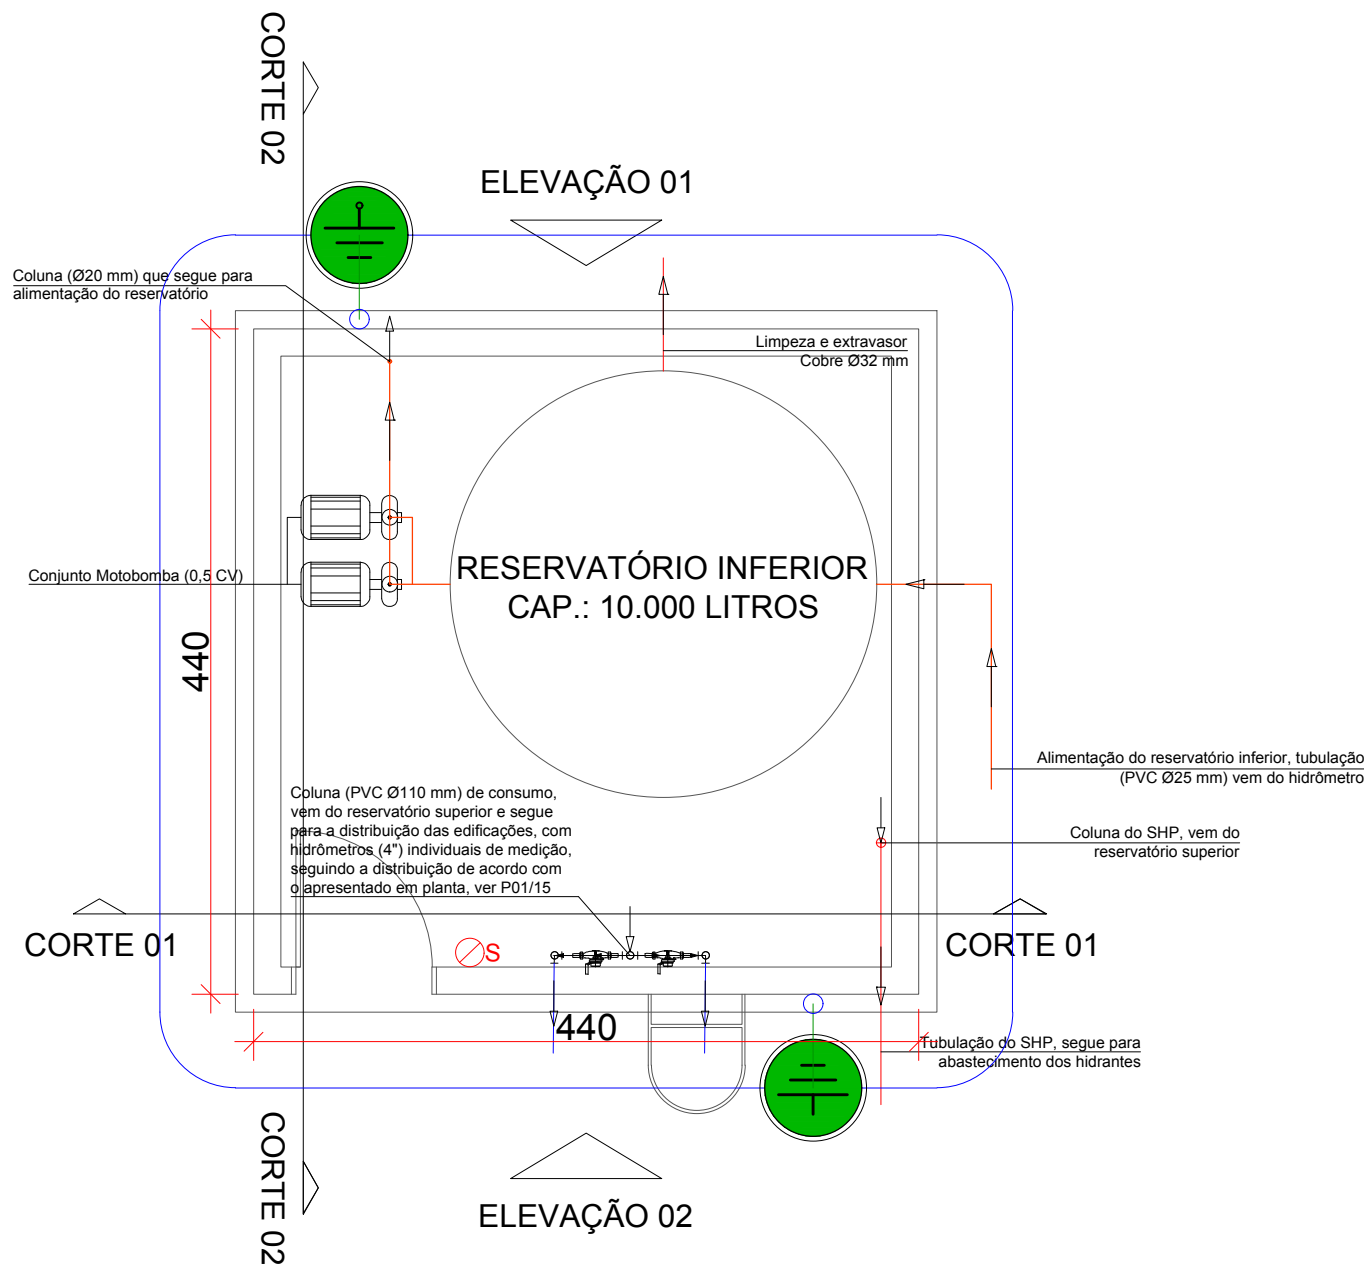 CORTE 02
ELEVAÇÃO 01
Coluna (Ø20 mm) que segue para
alimentação do reservatório
Limpeza e extravasor
Cobre Ø32 mm
RESERVATÓRIO INFERIOR
CAP.: 10.000 LITROS
Conjunto Motobomba (0,5 CV)
440
Alimentação do reservatório inferior, tubulação
(PVC Ø25 mm) vem do hidrômetro
Coluna (PVC Ø110 mm) de consumo,
vem do reservatório superior e segue
para a distribuição das edificações, com
hidrômetros (4") individuais de medição,
seguindo a distribuição de acordo com
o apresentado em planta, ver P01/15
Coluna do SHP, vem do
reservatório superior
CORTE 01
CORTE 01
S
440
Tubulação do SHP, segue para
abastecimento dos hidrantes
CORTE 02
ELEVAÇÃO 02